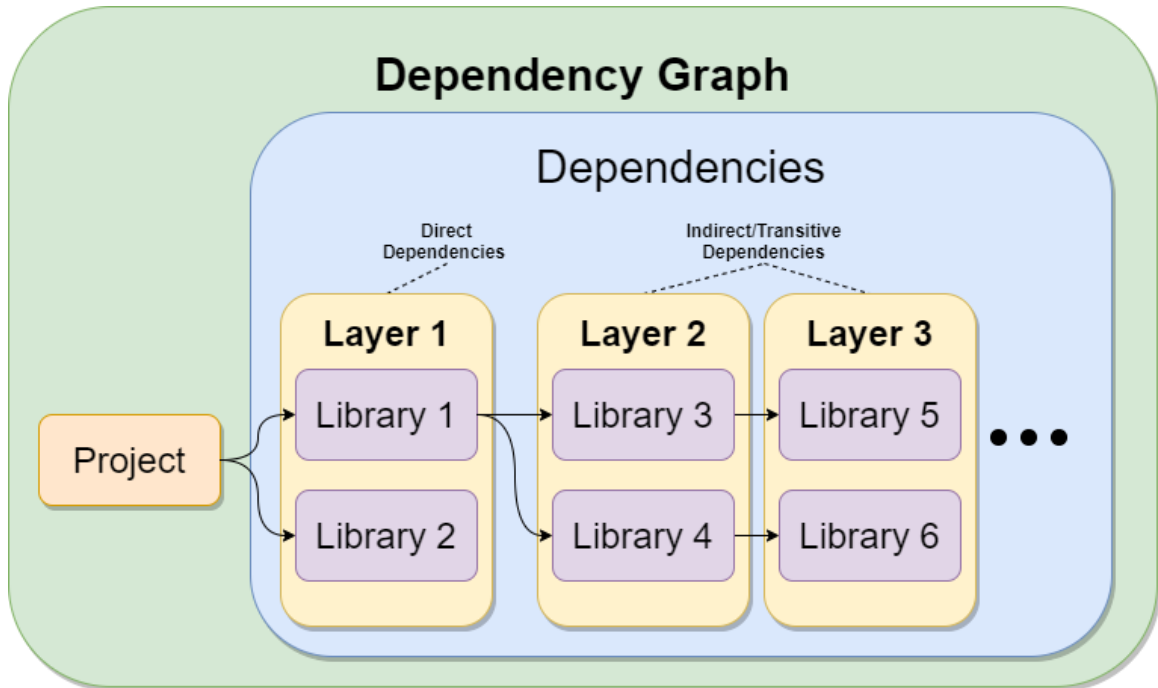 Dependency Graph
Dependencies
Direct
Dependencies
Indirect/Transitive
Dependencies
Layer 1
Layer 2
Layer 3
Project
Library 1
Library 3
Library 5
Library 2
Library 4
Library 6